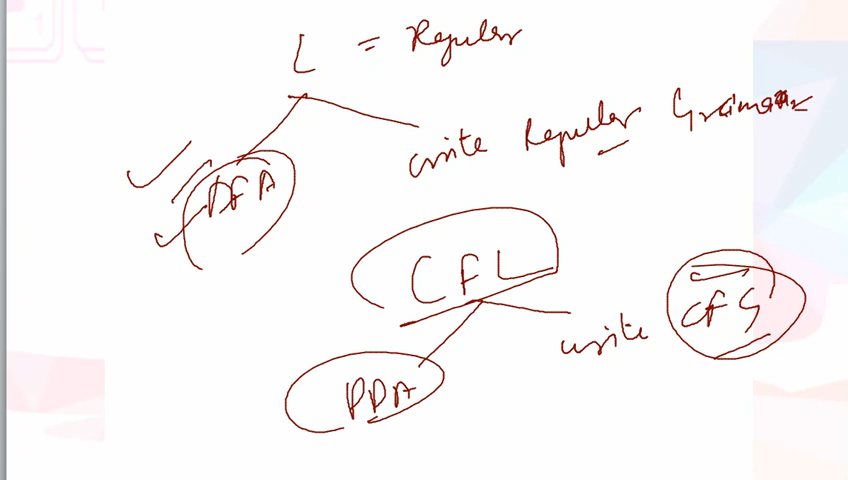 L = Regular
write Regular Grammar
DFA
CFL
write CFG
PDA